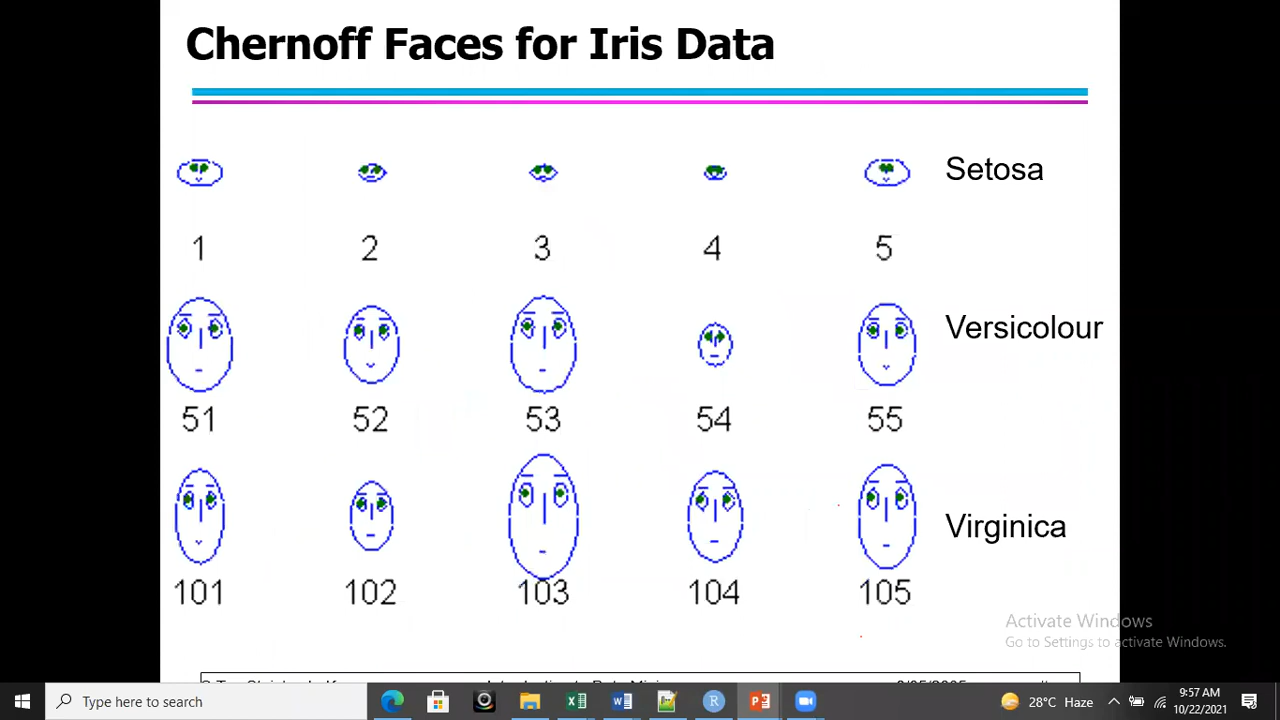 Chernoff Faces for Iris Data
Setosa
1 2 3 4 5
Versicolour
51 52 53 54 55
Virginica
101 102 103 104 105
Activate Windows
Go to Settings to activate Windows.
Type here to search
28°C Haze
9:57 AM
10/22/2021